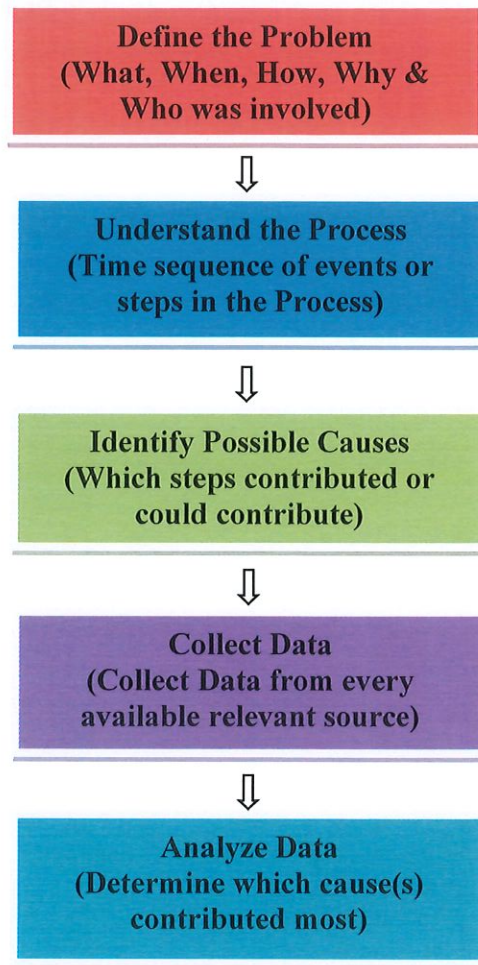 Define the Problem
(What, When, How, Why &
Who was involved)
Understand the Process
(Time sequence of events or
steps in the Process)
Identify Possible Causes
(Which steps contributed or
could contribute)
Collect Data
(Collect Data from every
available relevant source)
Analyze Data
(Determine which cause(s)
contributed most)